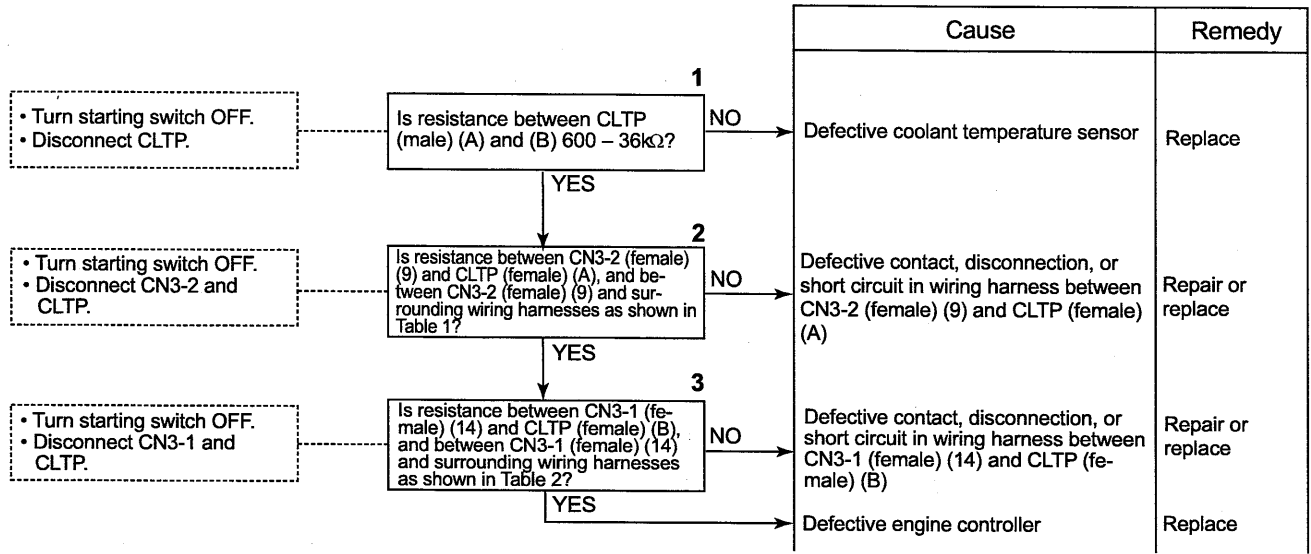 Cause
Remedy
1
• Turn starting switch OFF.
• Disconnect CLTP.
Is resistance between CLTP
(male) (A) and (B) 600 – 36kΩ?
NO
Defective coolant temperature sensor
Replace
YES
2
• Turn starting switch OFF.
• Disconnect CN3-2 and
CLTP.
Is resistance between CN3-2 (female)
(9) and CLTP (female) (A), and be-
tween CN3-2 (female) (9) and sur-
rounding wiring harnesses as shown in
Table 1?
NO
Defective contact, disconnection, or
short circuit in wiring harness between
CN3-2 (female) (9) and CLTP (female)
(A)
Repair or
replace
YES
3
• Turn starting switch OFF.
• Disconnect CN3-1 and
CLTP.
Is resistance between CN3-1 (fe-
male) (14) and CLTP (female) (B),
and between CN3-1 (female) (14)
and surrounding wiring harnesses
as shown in Table 2?
NO
Defective contact, disconnection, or
short circuit in wiring harness between
CN3-1 (female) (14) and CLTP (fe-
male) (B)
Repair or
replace
YES
Defective engine controller
Replace